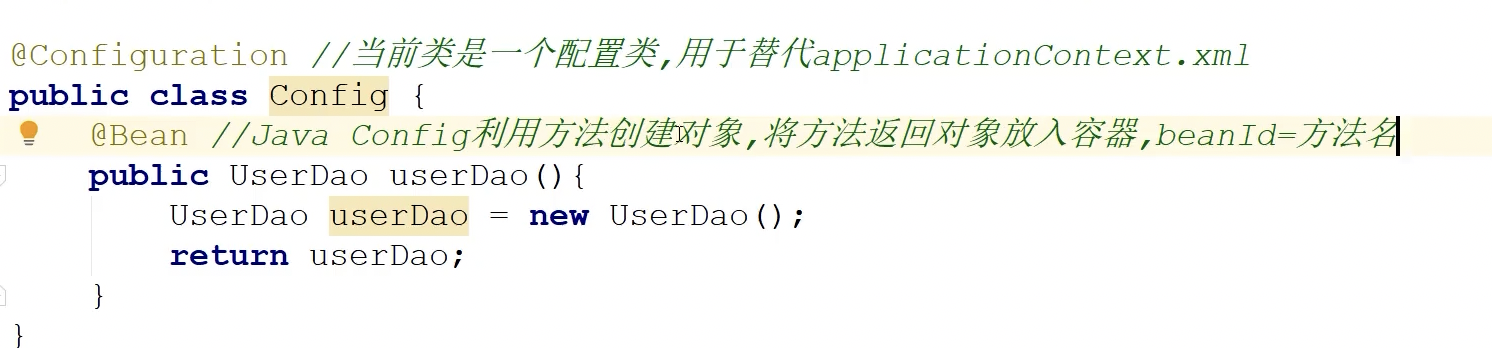 @Configuration //当前类是一个配置类,用于替代applicationContext.xml
public class Config {
@Bean //Java Config利用方法创建对象,将方法返回对象放入容器,beanId=方法名
public UserDao userDao(){
UserDao userDao = new UserDao();
return userDao;
}
}